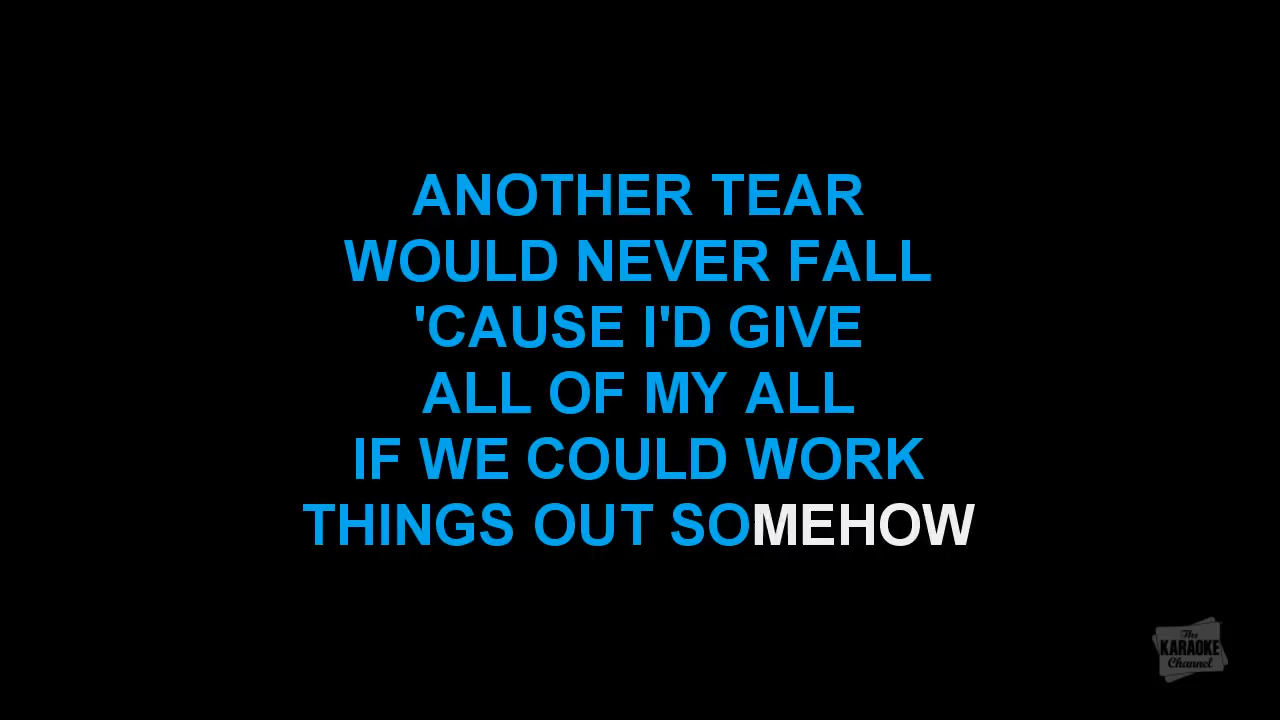 ANOTHER TEAR
WOULD NEVER FALL
'CAUSE I'D GIVE
ALL OF MY ALL
IF WE COULD WORK
THINGS OUT SOMEHOW
The
KARAOKE
Channel